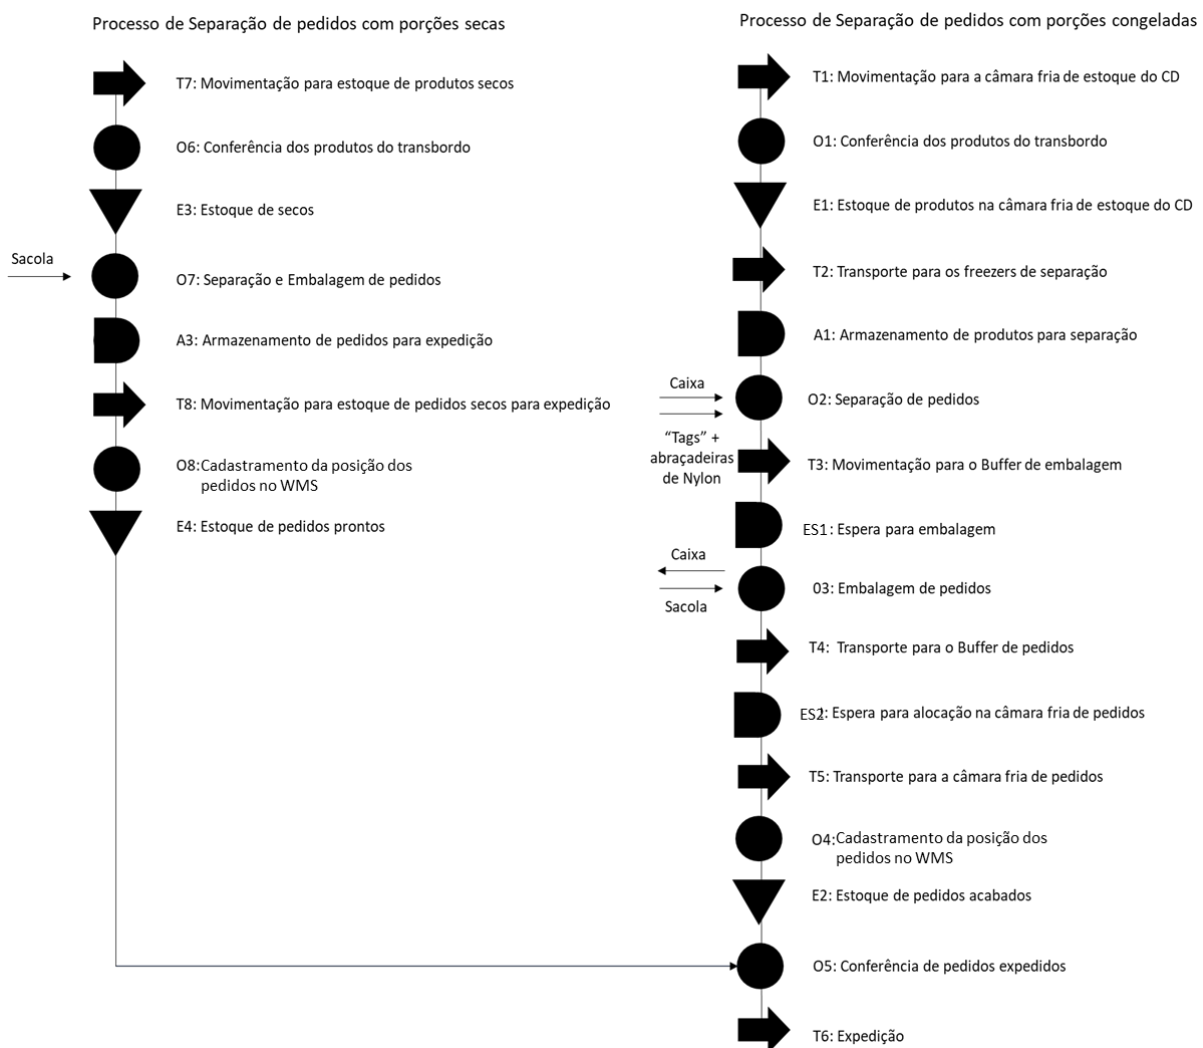 Processo de Separação de pedidos com porções secas
T7: Movimentação para estoque de produtos secos
O6: Conferência dos produtos do transbordo
E3: Estoque de secos
Sacola
O7: Separação e Embalagem de pedidos
A3: Armazenamento de pedidos para expedição
T8: Movimentação para estoque de pedidos secos para expedição
O8:Cadastramento da posição dos
pedidos no WMS
E4: Estoque de pedidos prontos
Processo de Separação de pedidos com porções congeladas
T1: Movimentação para a câmara fria de estoque do CD
O1: Conferência dos produtos do transbordo
E1: Estoque de produtos na câmara fria de estoque do CD
T2: Transporte para os freezers de separação
A1: Armazenamento de produtos para separação
Caixa
O2: Separação de pedidos
"Tags" +
abraçadeiras
de Nylon
T3: Movimentação para o Buffer de embalagem
ES1: Espera para embalagem
Caixa
Sacola
03: Embalagem de pedidos
T4: Transporte para o Buffer de pedidos
ES2: Espera para alocação na câmara fria de pedidos
T5: Transporte para a câmara fria de pedidos
O4:Cadastramento da posição dos
pedidos no WMS
E2: Estoque de pedidos acabados
O5: Conferência de pedidos expedidos
T6: Expedição